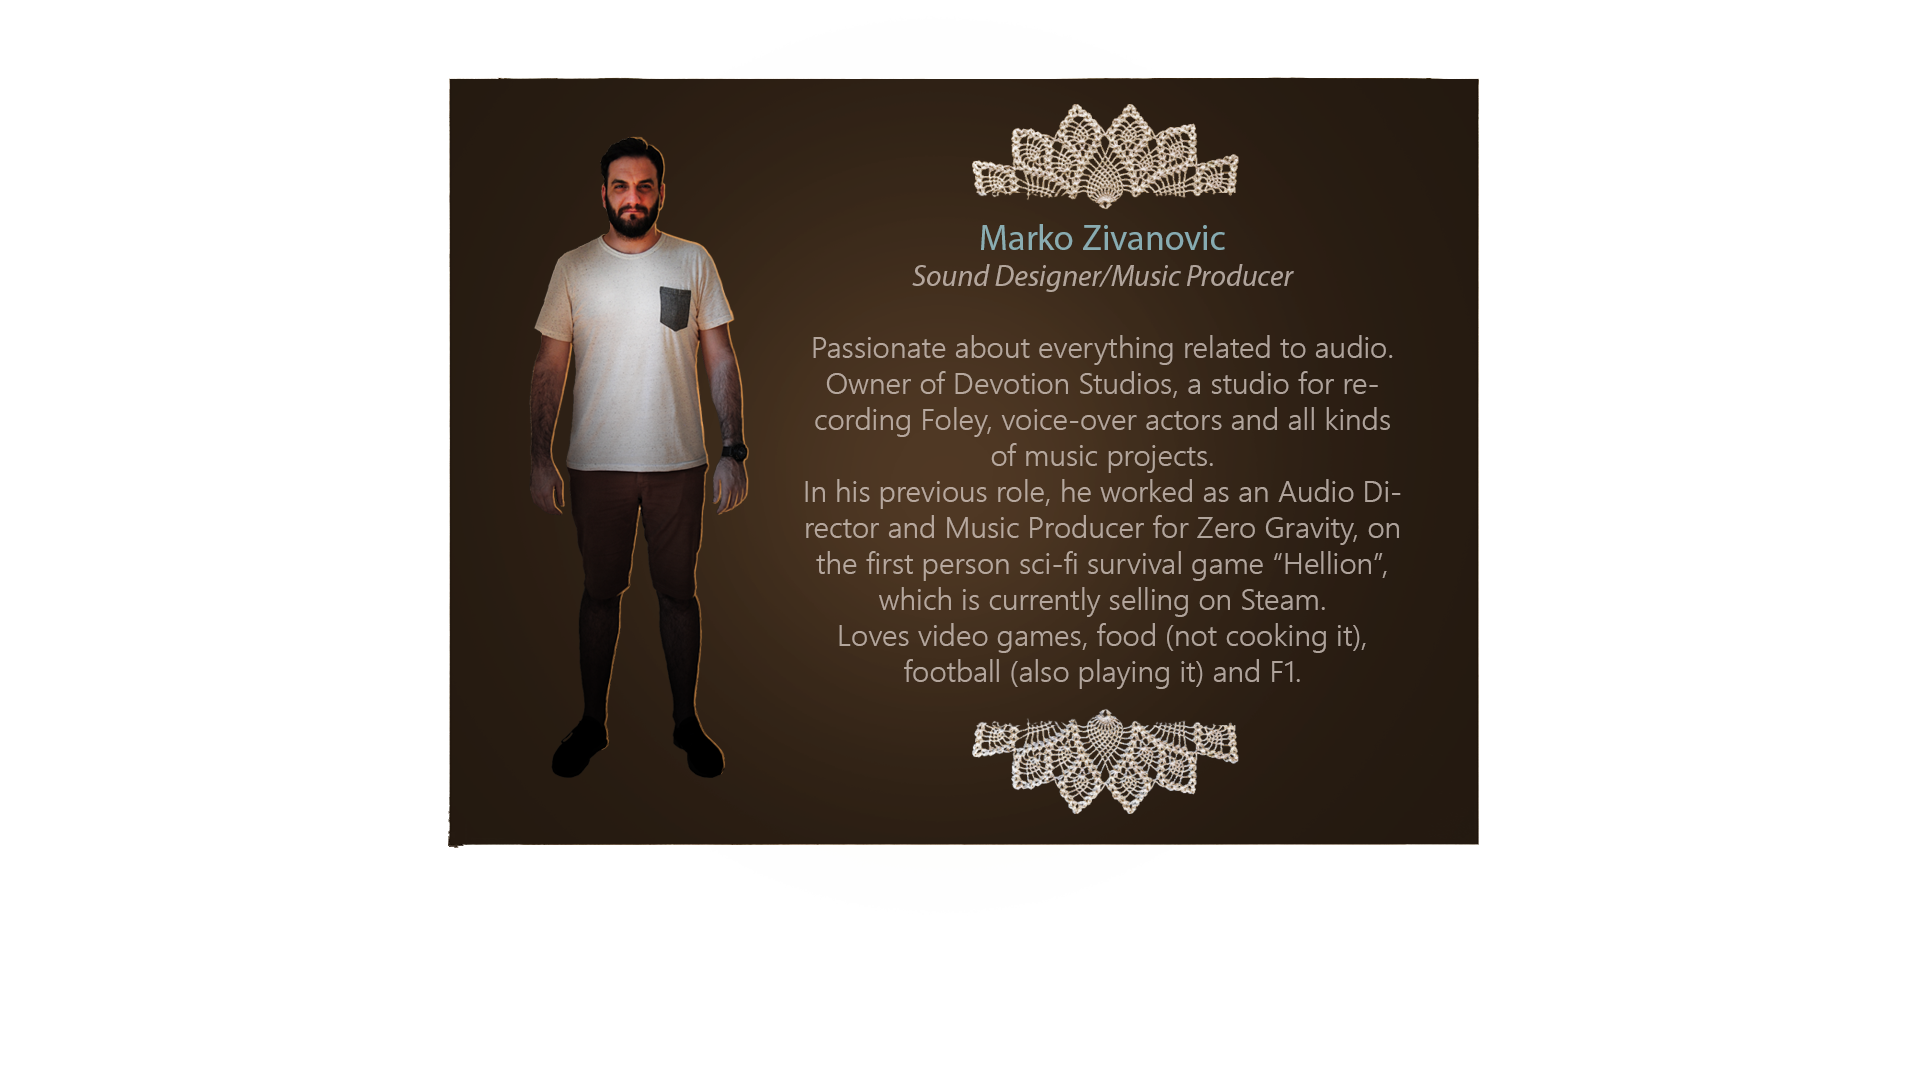 Marko Zivanovic
Sound Designer/Music Producer
Passionate about everything related to audio.
Owner of Devotion Studios, a studio for re-
cording Foley, voice-over actors and all kinds
of music projects.
In his previous role, he worked as an Audio Di-
rector and Music Producer for Zero Gravity, on
the first person sci-fi survival game “Hellion”,
which is currently selling on Steam.
Loves video games, food (not cooking it),
football (also playing it) and F1.